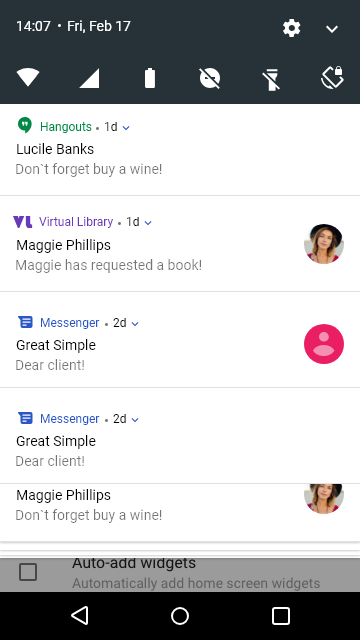 14:07 • Fri, Feb 17
Hangouts • 1d
Lucile Banks
Don`t forget buy a wine!
VL Virtual Library • 1d
Maggie Phillips
Maggie has requested a book!
Messenger • 2d
Great Simple
Dear client!
Messenger • 2d
Great Simple
Dear client!
Maggie Phillips
Don`t forget buy a wine!
Auto-add widgets
Automatically add home screen widgets